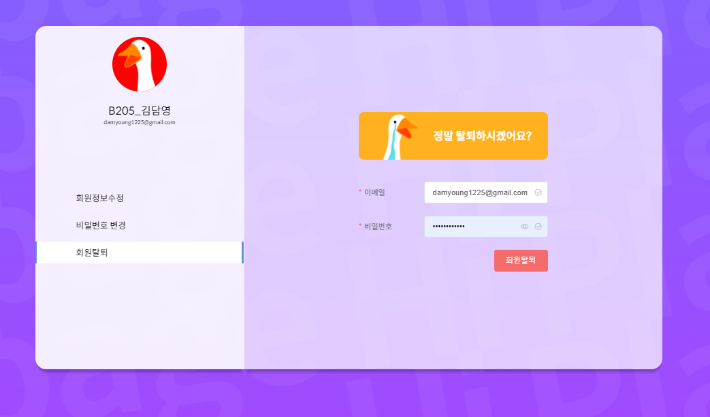 B205_김담영
damyoung1225@gmail.com
회원정보수정
비밀번호 변경
회원탈퇴
정말 탈퇴하시겠어요?
* 이메일
damyoung1225@gmail.com
* 비밀번호
••••••••••••
회원탈퇴